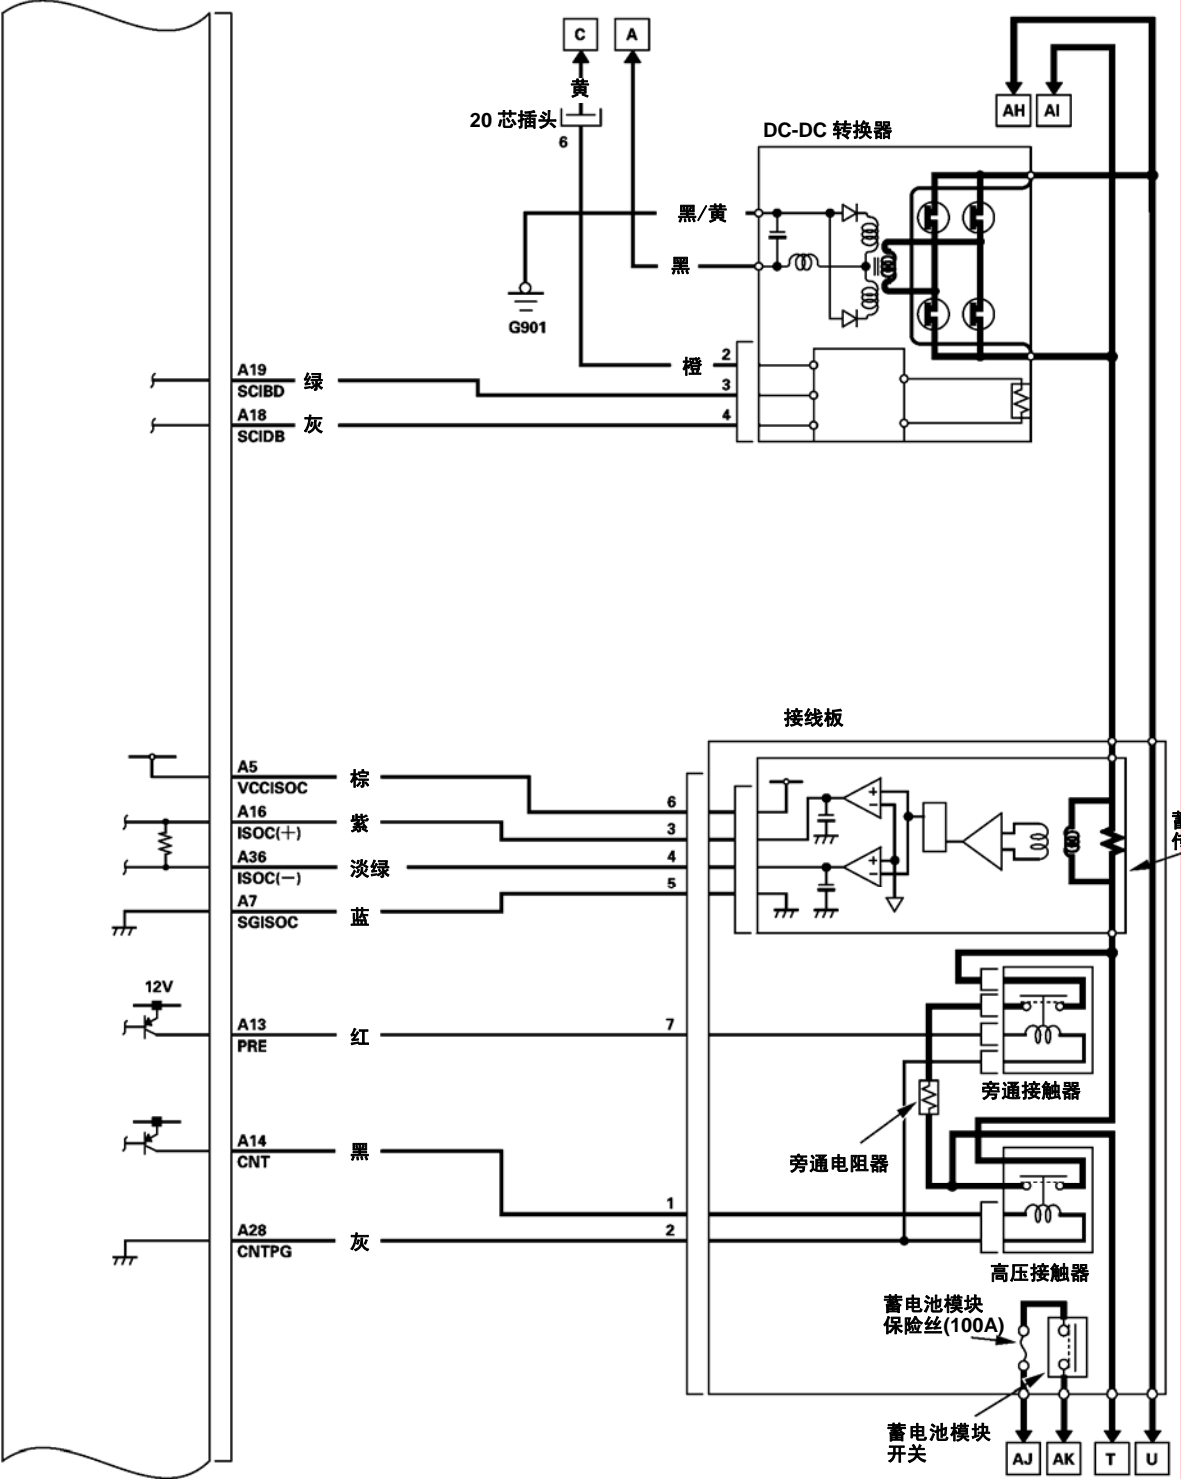 C
A
AH
AI
黄
20 芯插头
6
DC-DC 转换器
黑/黄
黑
G901
橙
2
A19
SCIBD
绿
3
A18
SCIDB
灰
4
接线板
A5
VCCISOC
棕
6
A16
ISOC(+)
紫
3
A36
ISOC(−)
淡绿
4
A7
SGISOC
蓝
5
蓄
传
12V
A13
PRE
红
7
旁通接触器
A14
CNT
黑
旁通电阻器
1
A28
CNTPG
灰
2
高压接触器
蓄电池模块
保险丝(100A)
蓄电池模块
开关
AJ
AK
T
U